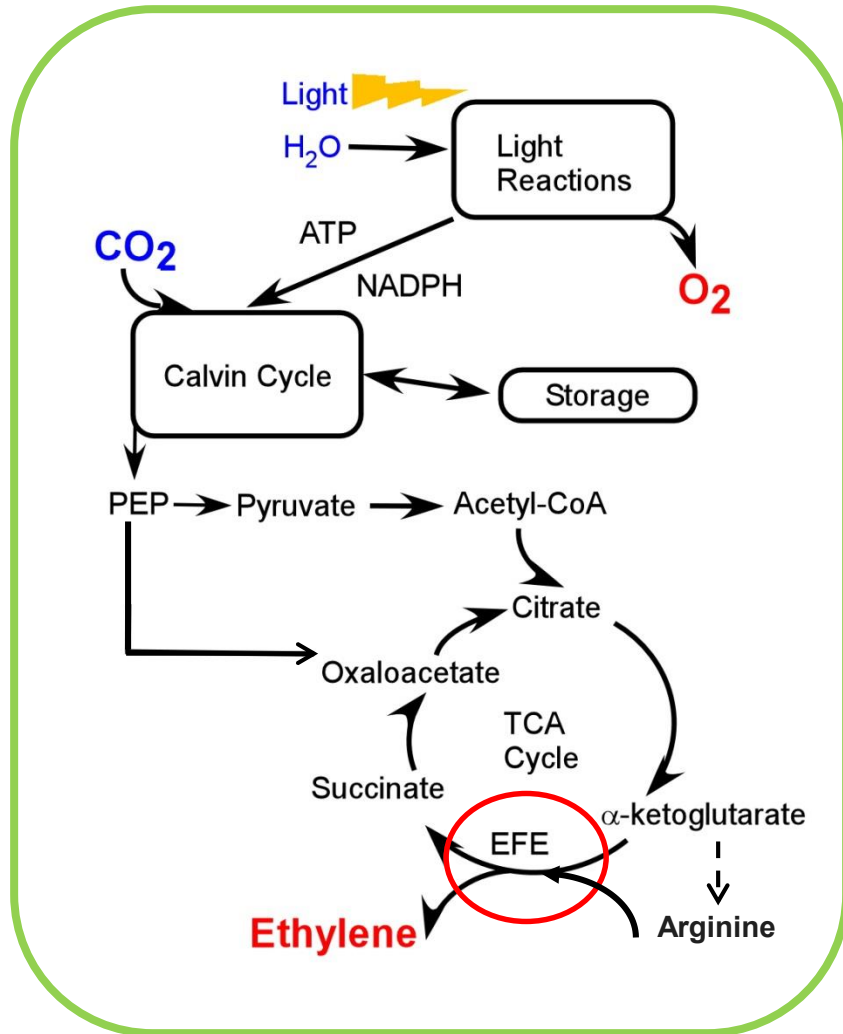 Light
H₂O
Light
Reactions
ATP
CO₂
NADPH
O₂
Calvin Cycle
Storage
PEP
Pyruvate
Acetyl-CoA
Citrate
Oxaloacetate
TCA
Cycle
Succinate
α-ketoglutarate
EFE
Ethylene
Arginine